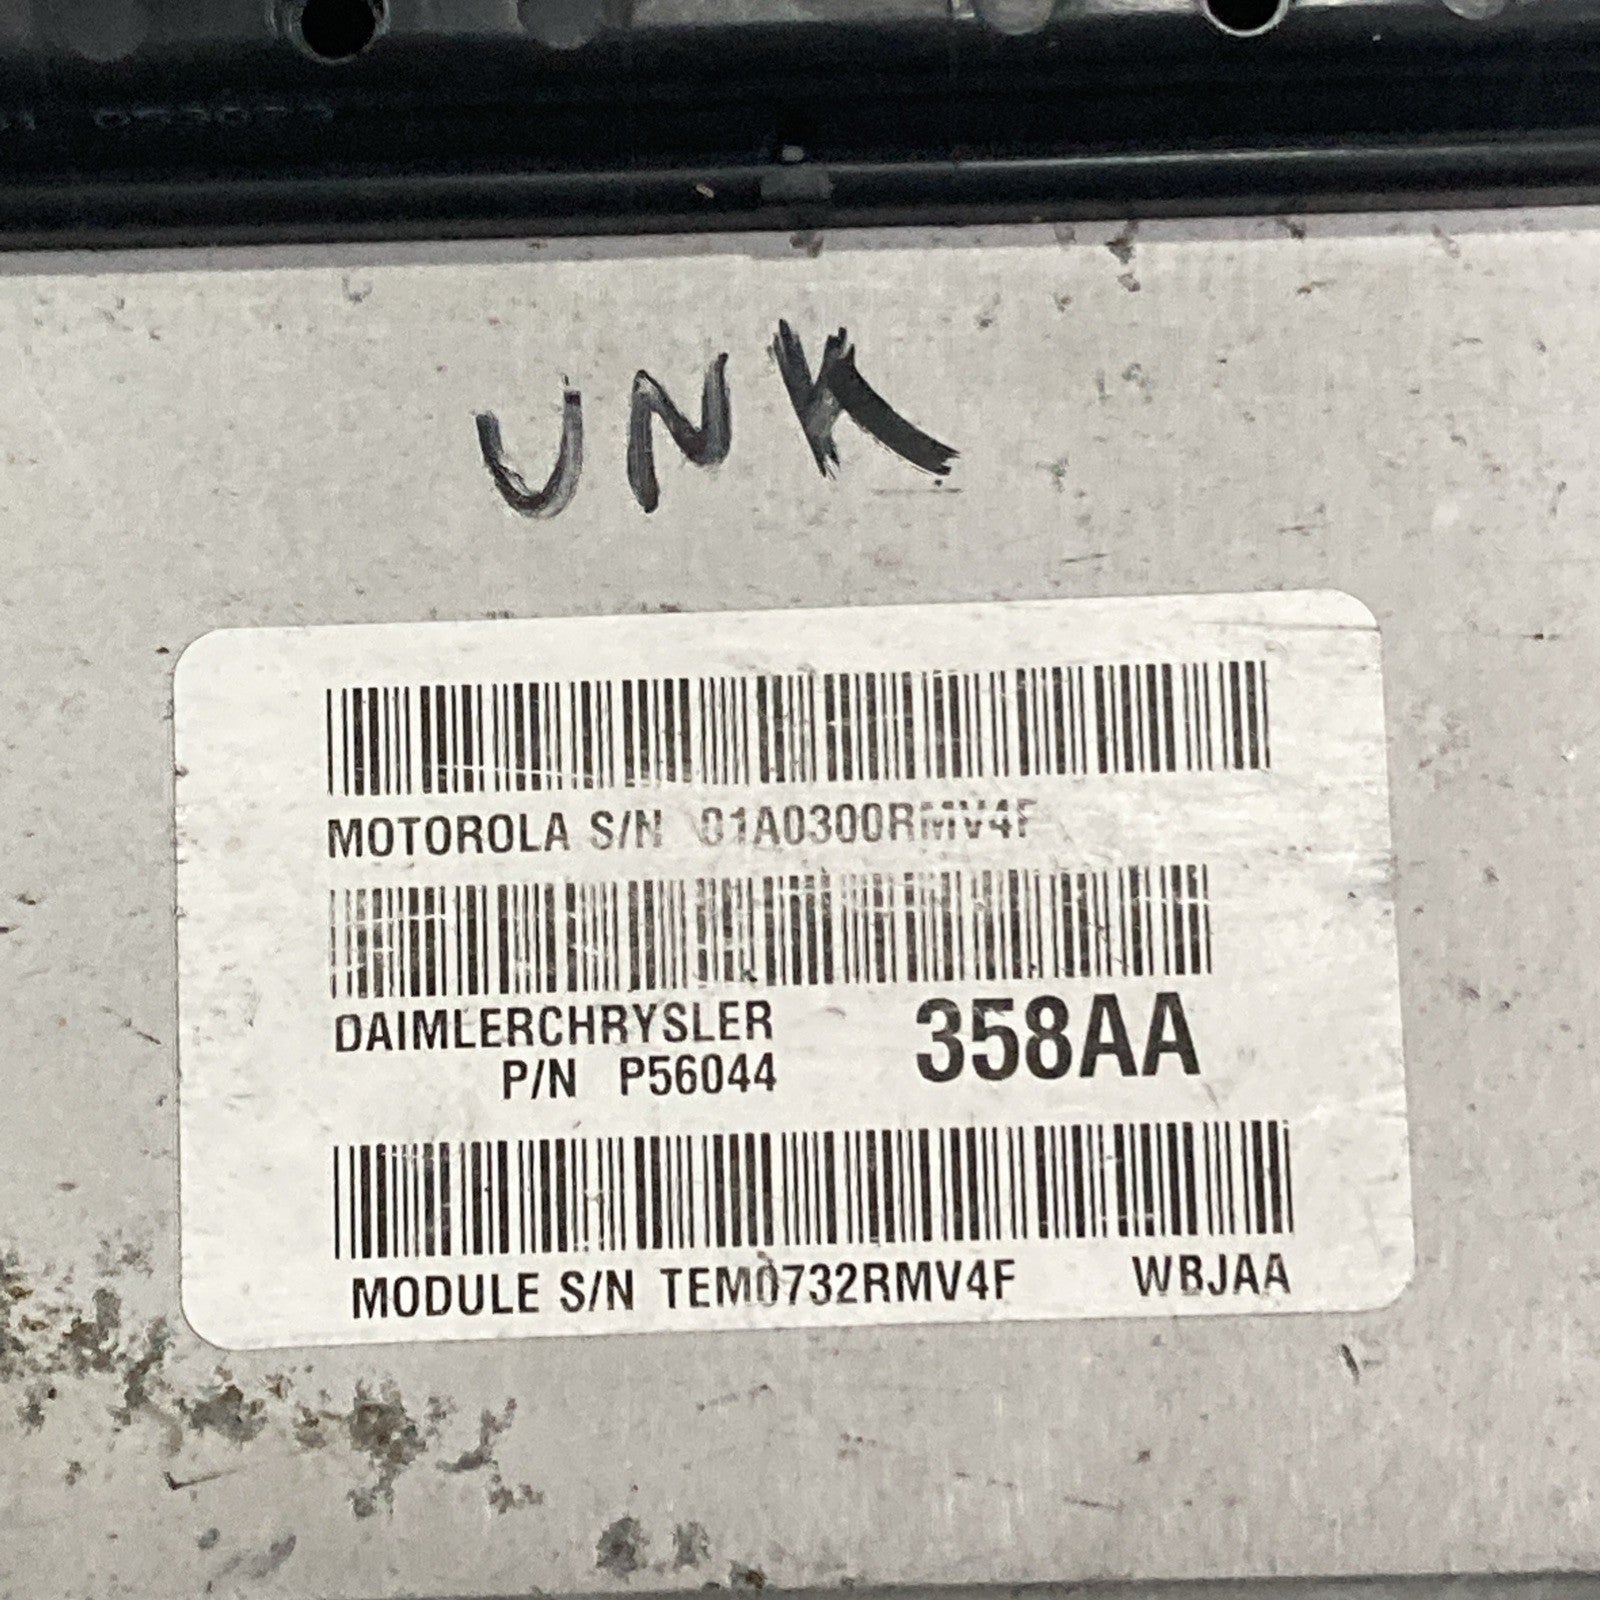 UNK
MOTOROLA S/N 01A0300RMV4F
DAIMLERCHRYSLER 358AA
P/N P56044
MODULE S/N TEM0732RMV4F WBJAA